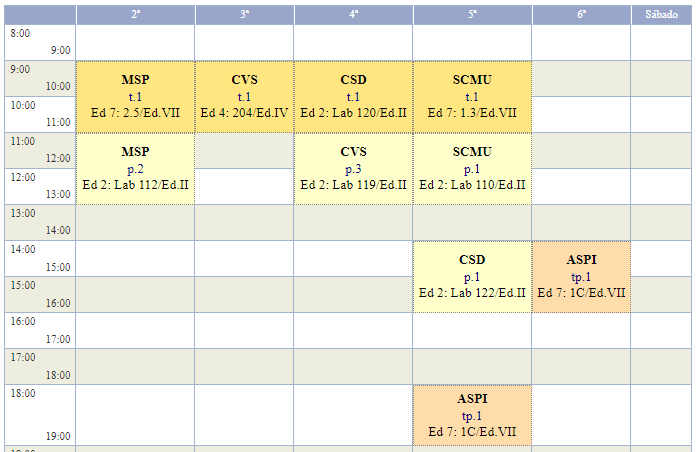 2ª 3ª 4ª 5ª 6ª Sábado
8:00
9:00
9:00
10:00
MSP
t.1
Ed 7: 2.5/Ed.VII
CVS
t.1
Ed 4: 204/Ed.IV
CSD
t.1
Ed 2: Lab 120/Ed.II
SCMU
t.1
Ed 7: 1.3/Ed.VII
10:00
11:00
11:00
12:00
MSP
p.2
Ed 2: Lab 112/Ed.II
CVS
p.3
Ed 2: Lab 119/Ed.II
SCMU
p.1
Ed 2: Lab 110/Ed.II
12:00
13:00
13:00
14:00
14:00
15:00
CSD
p.1
Ed 2: Lab 122/Ed.II
ASPI
tp.1
Ed 7: 1C/Ed.VII
15:00
16:00
16:00
17:00
17:00
18:00
18:00
19:00
ASPI
tp.1
Ed 7: 1C/Ed.VII